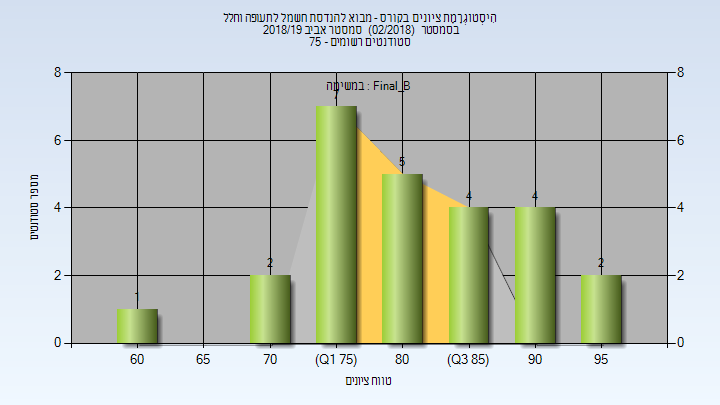 הִיסְטוֹגְרָמַת ציונים בקורס - מבוא להנדסת חשמל לתעופה וחלל
בסמסטר (02/2018) סמסטר אביב 2018/19
סטודנטים רשומים - 75
במשימה : Final_B
8
6
4
2
0
8
6
4
2
0
מספר סטודנטים
1
2
7
5
4
4
2
60
65
70
(Q1 75)
80
(Q3 85)
90
95
טווח ציונים